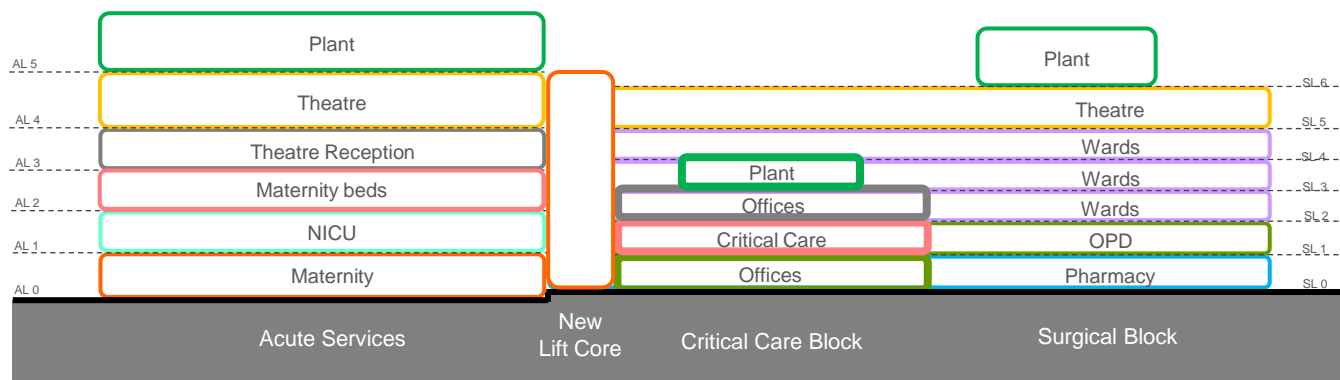 Plant
Plant
AL 5
SL 6
Theatre
Theatre
AL 4
SL 5
Theatre Reception
Wards
SL 4
AL 3
Plant
Wards
Maternity beds
SL 3
AL 2
Offices
Wards
SL 2
NICU
Critical Care
OPD
AL 1
SL 1
Maternity
Offices
Pharmacy
AL 0
SL 0
Acute Services
New
Lift Core
Critical Care Block
Surgical Block